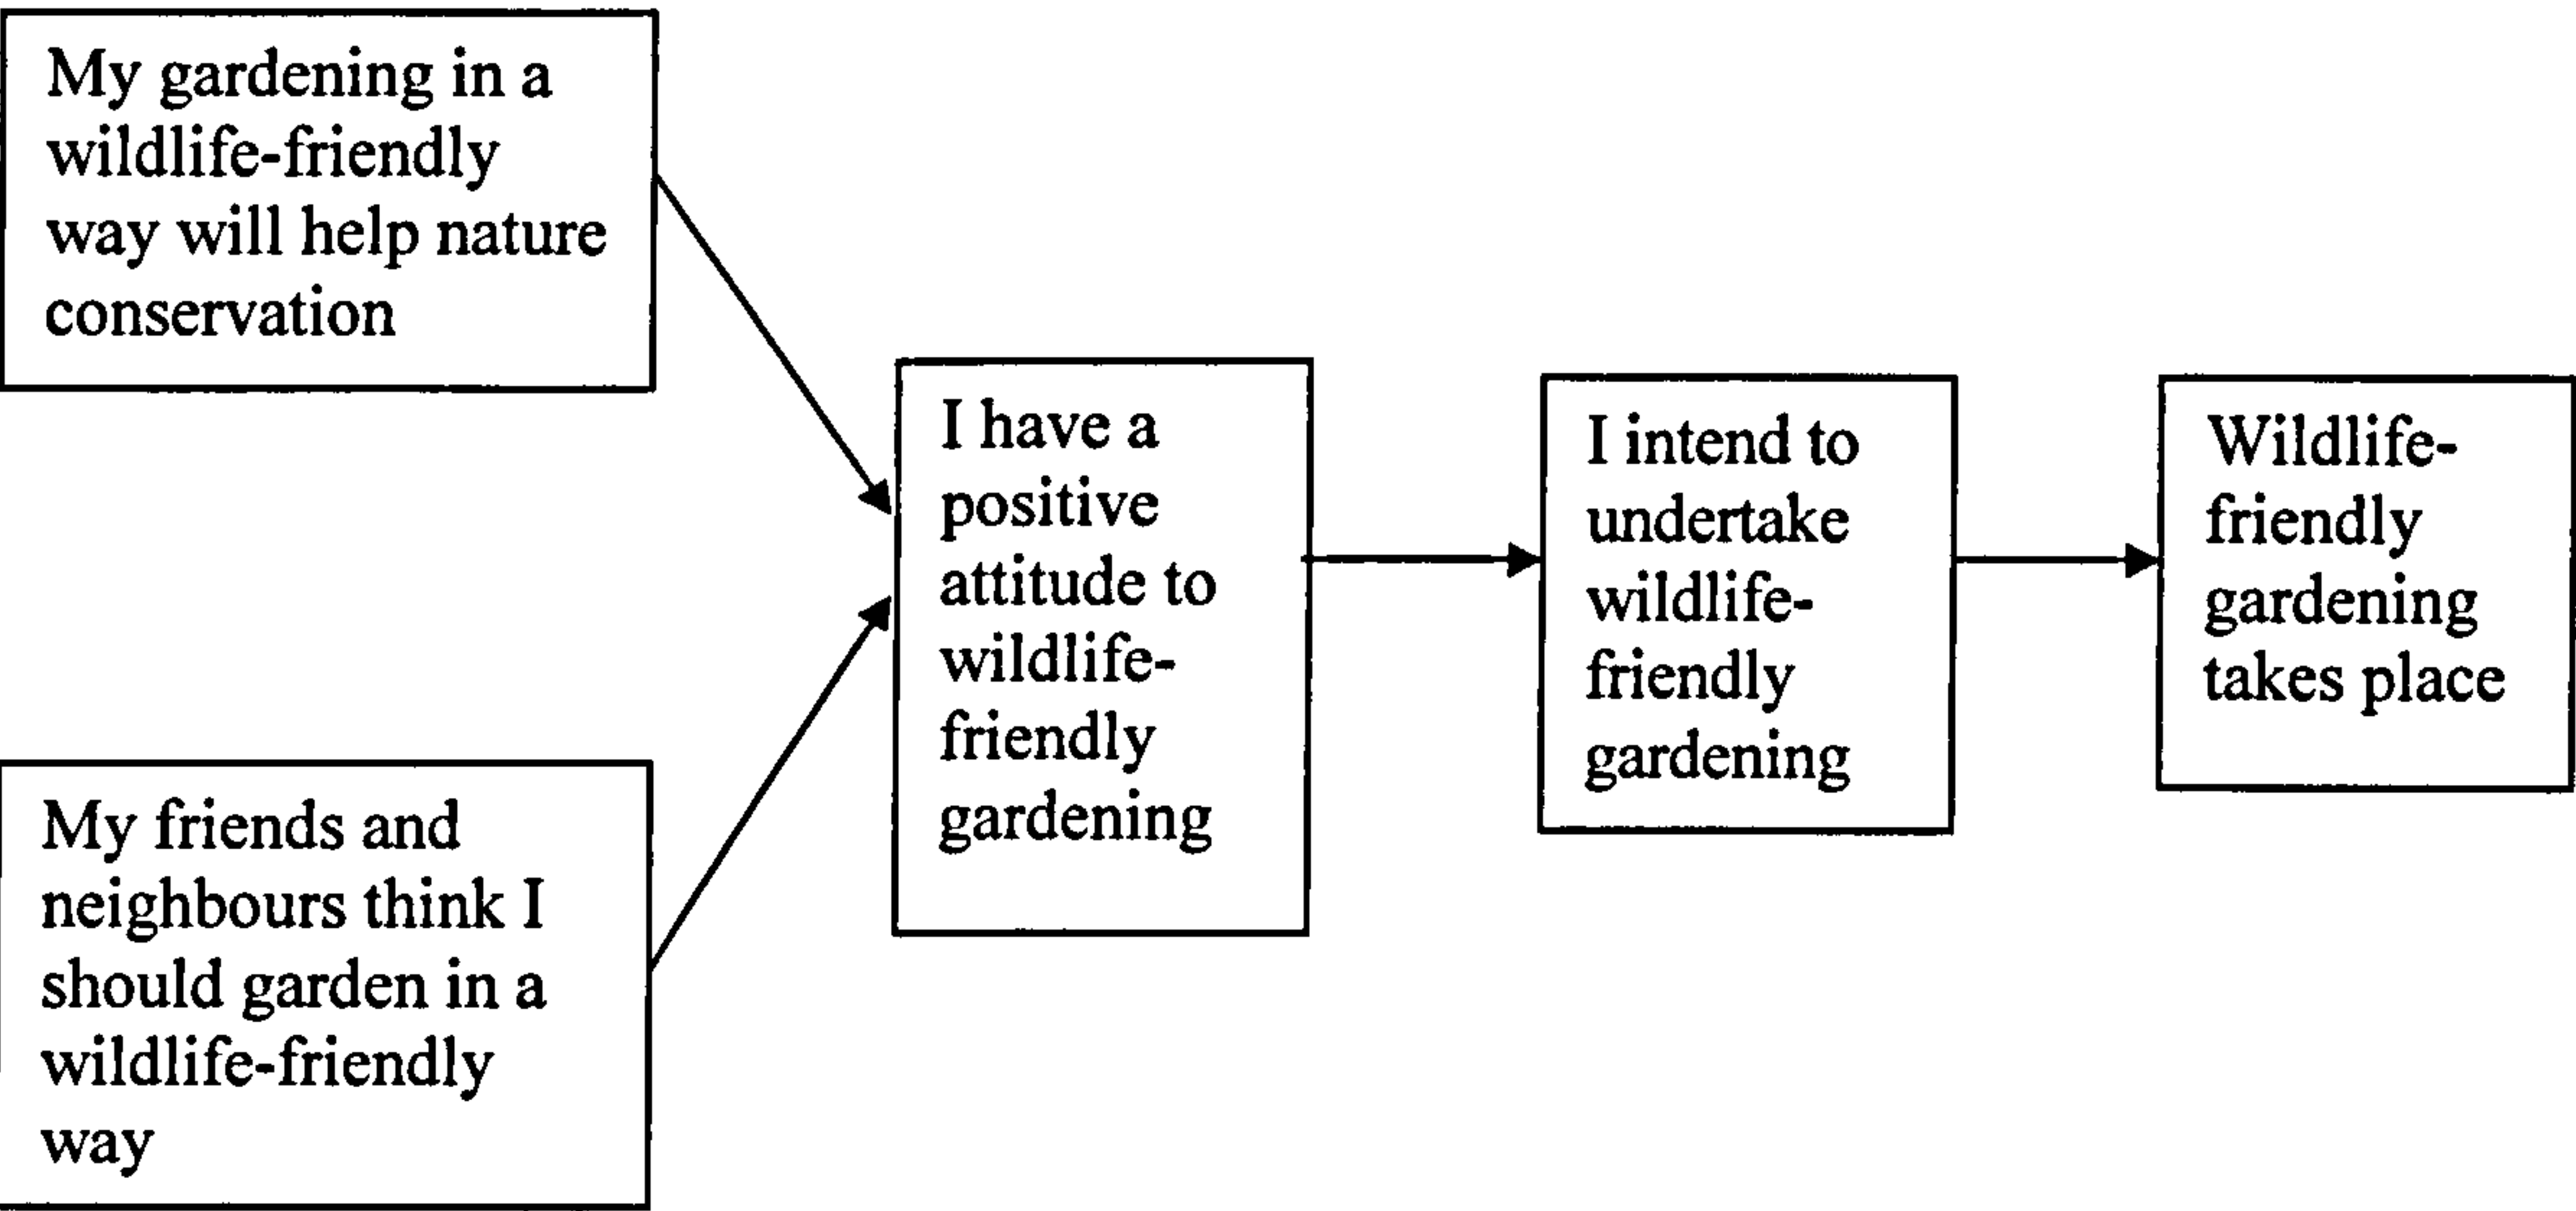 My gardening in a
wildlife-friendly
way will help nature
conservation
My friends and
neighbours think I
should garden in a
wildlife-friendly
way
I have a
positive
attitude to
wildlife-
friendly
gardening
I intend to
undertake
wildlife-
friendly
gardening
Wildlife-
friendly
gardening
takes place